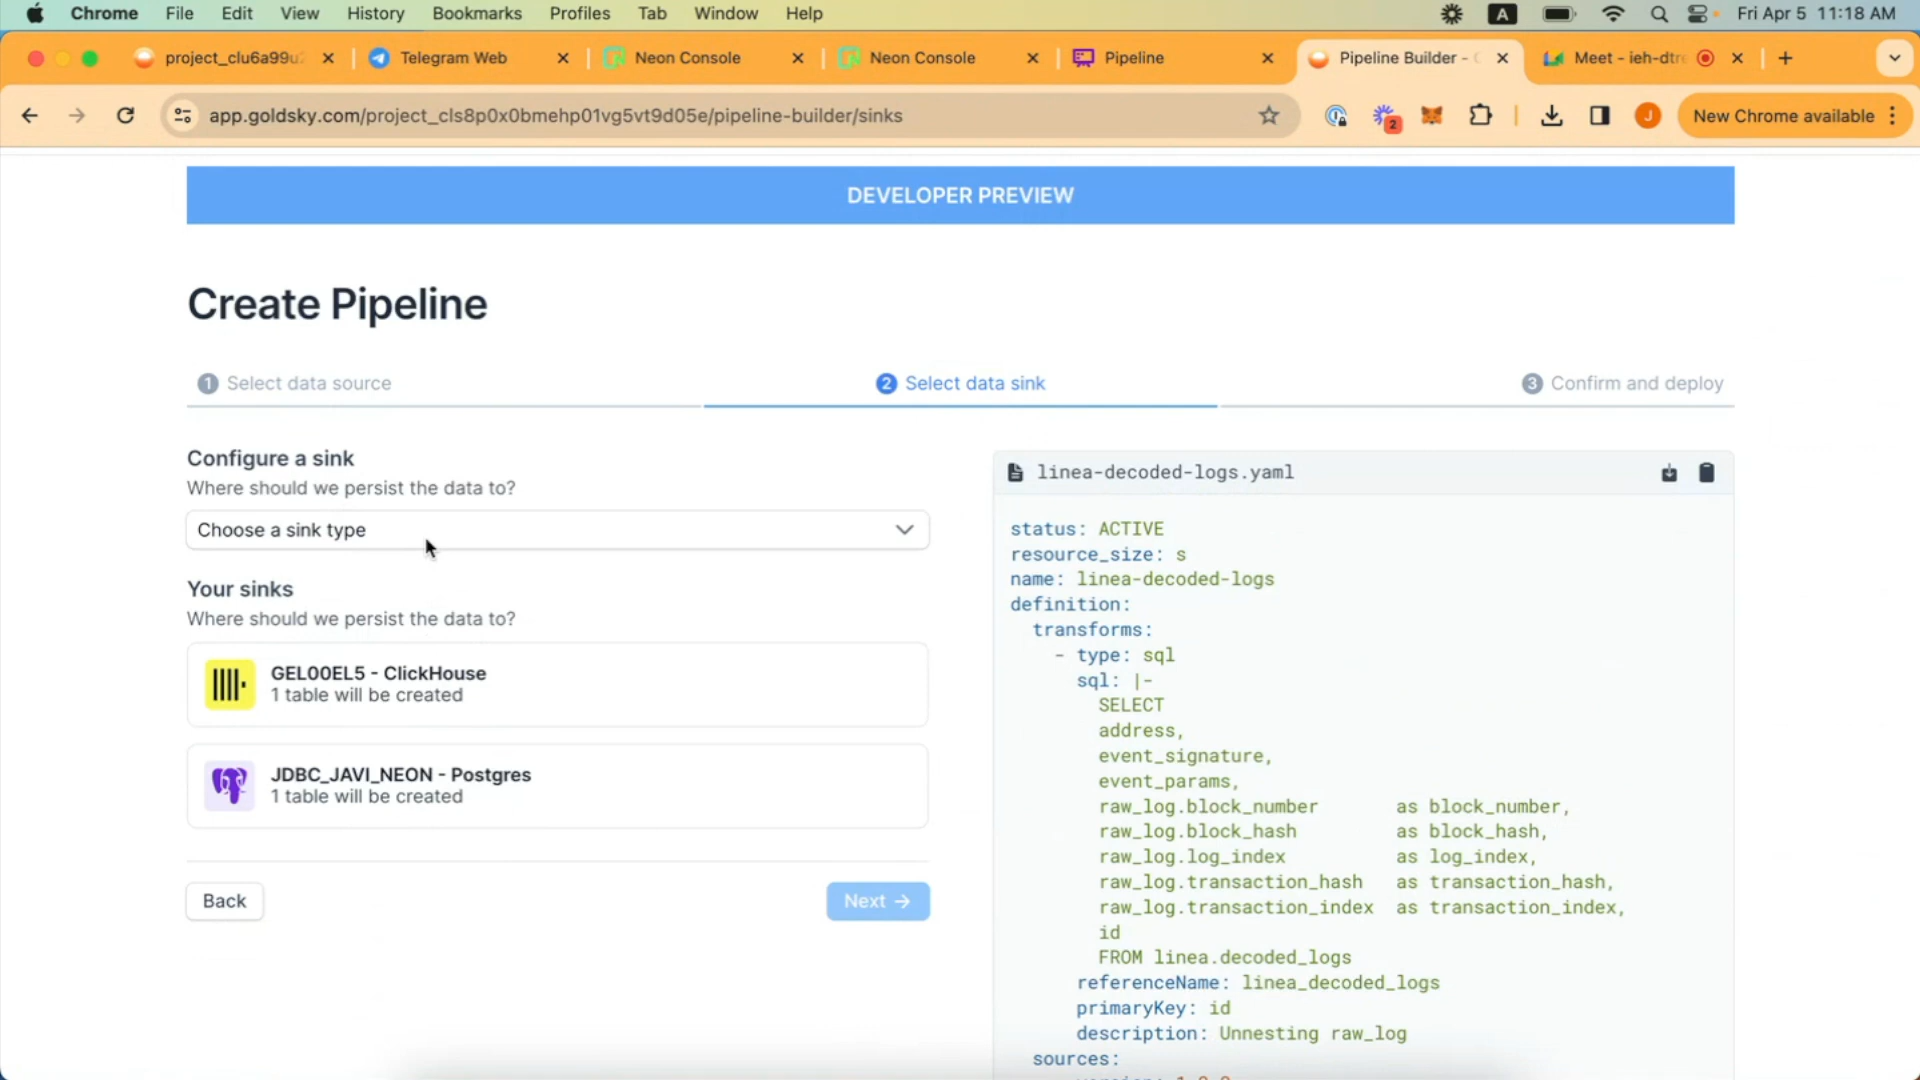 Chrome File Edit View History Bookmarks Profiles Tab Window Help A Fri Apr 5 11:18 AM
project_clu6a99u Telegram Web Neon Console Neon Console Pipeline Pipeline Builder - Meet - ieh-dtr
app.goldsky.com/project_cls8p0x0bmehp01vg5vt9d05e/pipeline-builder/sinks 2 J New Chrome available
DEVELOPER PREVIEW
Create Pipeline
1 Select data source
2 Select data sink
3 Confirm and deploy
Configure a sink
Where should we persist the data to?
Choose a sink type
Your sinks
Where should we persist the data to?
GEL00EL5 - ClickHouse
1 table will be created
JDBC_JAVI_NEON - Postgres
1 table will be created
Back
Next →
linea-decoded-logs.yaml
status: ACTIVE
resource_size: s
name: linea-decoded-logs
definition:
transforms:
- type: sql
sql: |-
SELECT
address,
event_signature,
event_params,
raw_log.block_number as block_number,
raw_log.block_hash as block_hash,
raw_log.log_index as log_index,
raw_log.transaction_hash as transaction_hash,
raw_log.transaction_index as transaction_index,
id
FROM linea.decoded_logs
referenceName: linea_decoded_logs
primaryKey: id
description: Unnesting raw_log
sources: